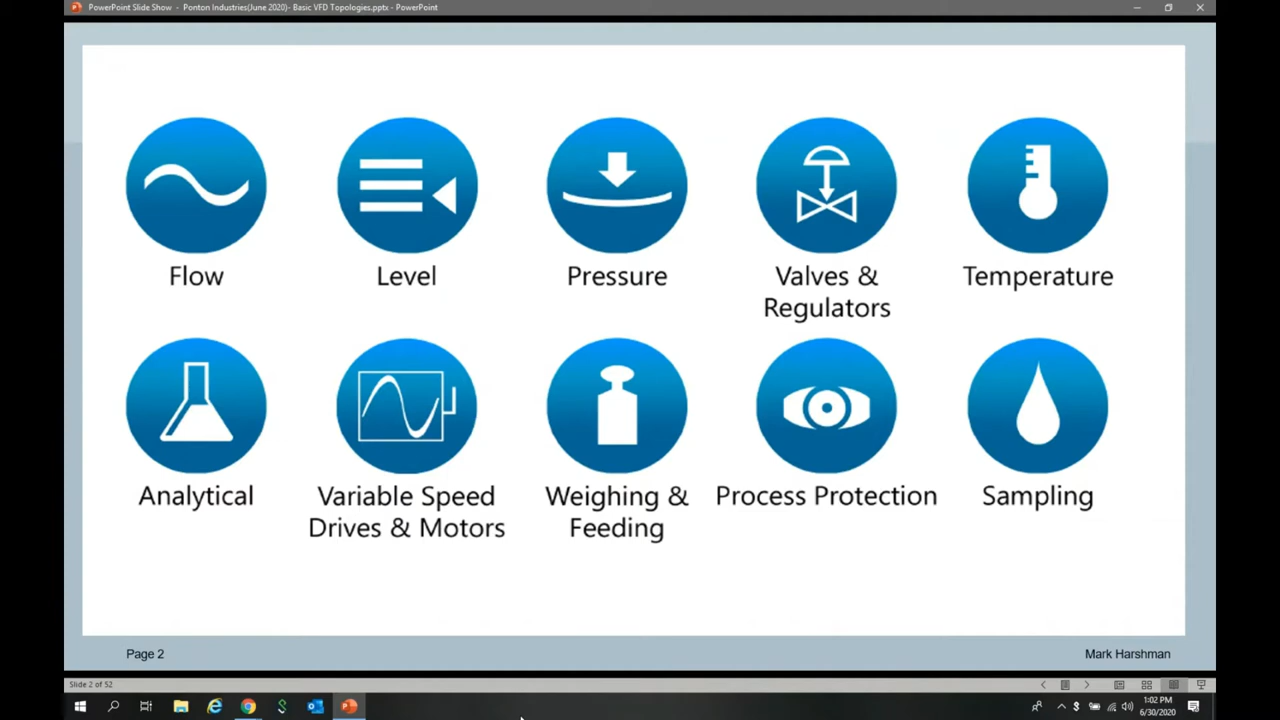 PowerPoint Slide Show - Ponton Industries(June 2020)- Basic VFD Topologies.pptx - PowerPoint
Flow
Level
Pressure
Valves &
Regulators
Temperature
Analytical
Variable Speed
Drives & Motors
Weighing &
Feeding
Process Protection
Sampling
Page 2
Mark Harshman
Slide 2 of 52
1:02 PM
6/30/2020